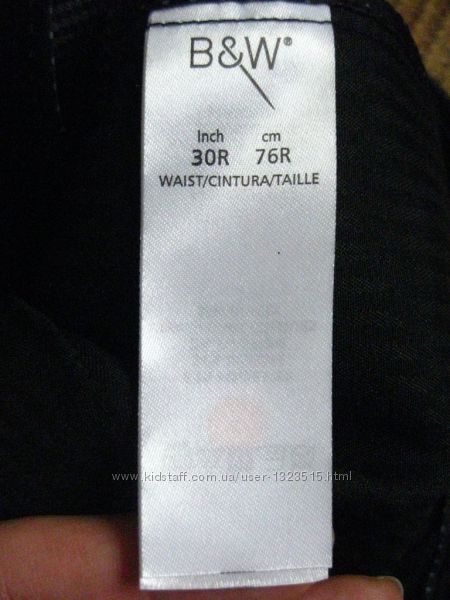 B&W®
Inch cm
30R 76R
WAIST/CINTURA/TAILLE
www.kidstaff.com.ua/user-1323515.html